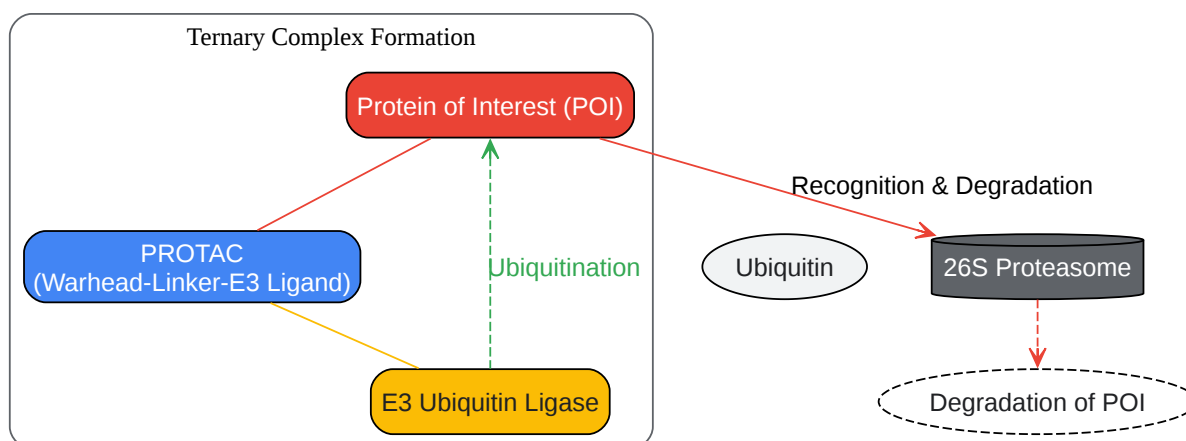 Ternary Complex Formation
Protein of Interest (POI)
Recognition & Degradation
PROTAC
(Warhead-Linker-E3 Ligand)
Ubiquitination
Ubiquitin
26S Proteasome
E3 Ubiquitin Ligase
Degradation of POI